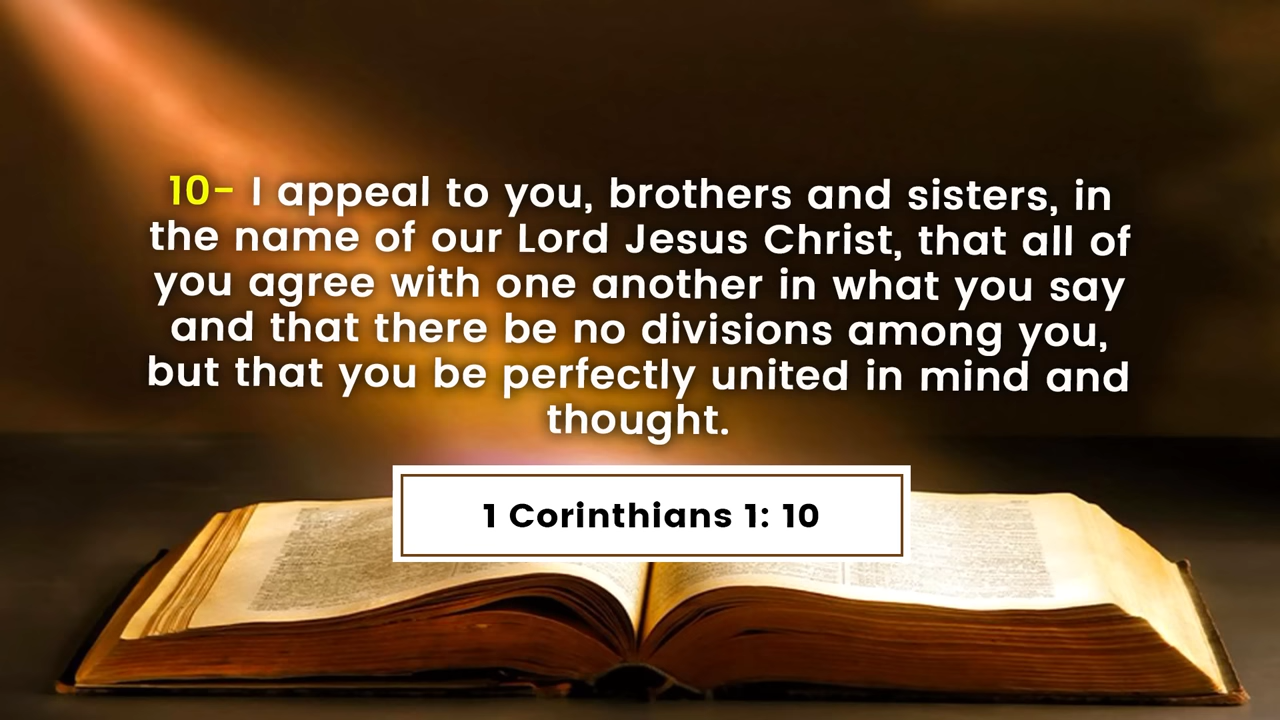 10- I appeal to you, brothers and sisters, in
the name of our Lord Jesus Christ, that all of
you agree with one another in what you say
and that there be no divisions among you,
but that you be perfectly united in mind and
thought.
1 Corinthians 1: 10